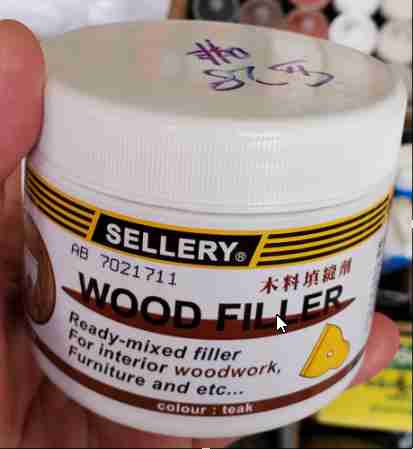 SELLERY®
AB 7021711
木料填縫劑
WOOD FILLER
Ready-mixed filler
For interior woodwork,
Furniture and etc...
colour : teak